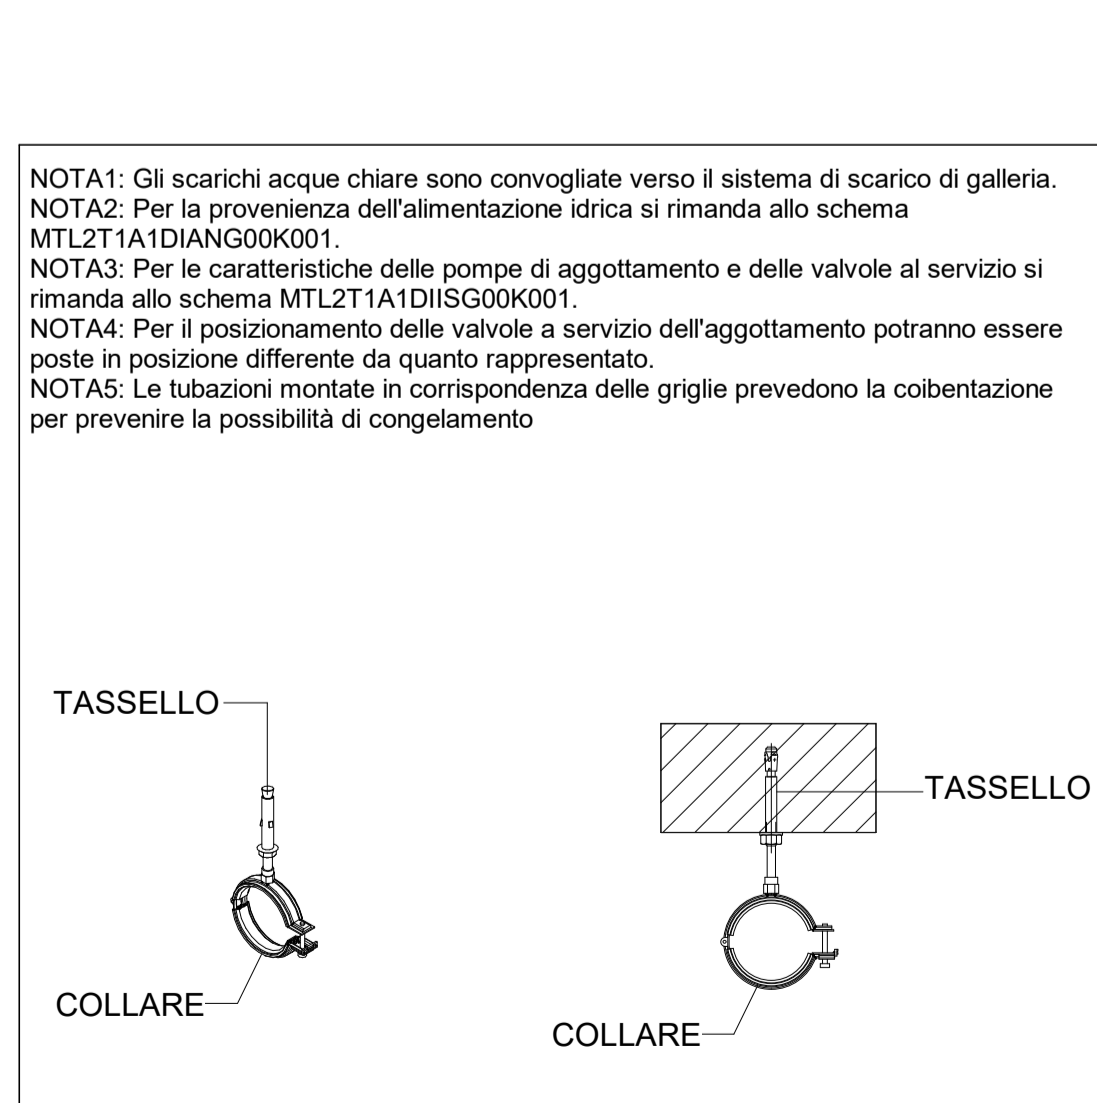 NOTA1: Gli scarichi acque chiare sono convogliate verso il sistema di scarico di galleria.
NOTA2: Per la provenienza dell'alimentazione idrica si rimanda allo schema
MTL2T1A1DIANG00K001.
NOTA3: Per le caratteristiche delle pompe di aggottamento e delle valvole al servizio si
rimanda allo schema MTL2T1A1DIISG00K001.
NOTA4: Per il posizionamento delle valvole a servizio dell'aggottamento potranno essere
poste in posizione differente da quanto rappresentato.
NOTA5: Le tubazioni montate in corrispondenza delle griglie prevedono la coibentazione
per prevenire la possibilità di congelamento
TASSELLO
TASSELLO
COLLARE
COLLARE